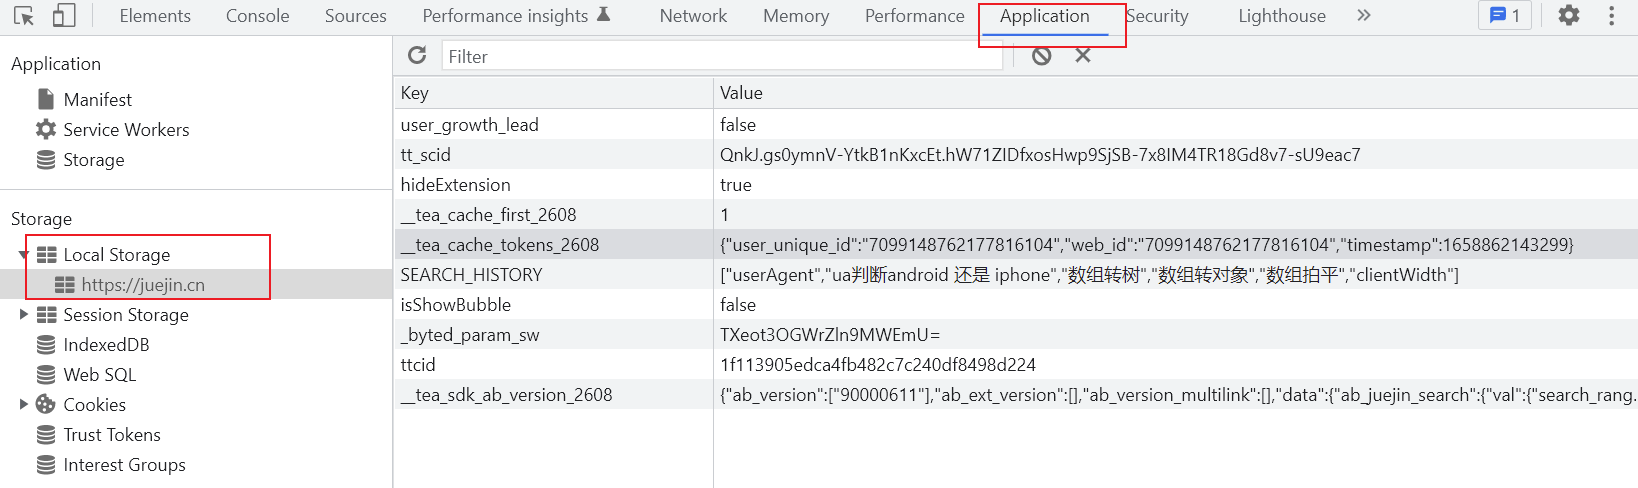 Elements Console Sources Performance insights Network Memory Performance Application Security Lighthouse 1
Application
Manifest
Service Workers
Storage
Storage
Local Storage
https://juejin.cn
Session Storage
IndexedDB
Web SQL
Cookies
Trust Tokens
Interest Groups
Filter
Key Value
user_growth_lead false
tt_scid QnkJ.gs0ymnV-YtkB1nKxcEt.hW71ZIDfxosHwp9SjSB-7x8IM4TR18Gd8v7-sU9eac7
hideExtension true
__tea_cache_first_2608 1
__tea_cache_tokens_2608 {"user_unique_id":"7099148762177816104","web_id":"7099148762177816104","timestamp":1658862143299}
SEARCH_HISTORY ["userAgent","ua判断android 还是 iphone","数组转树","数组转对象","数组拍平","clientWidth"]
isShowBubble false
_byted_param_sw TXeot3OGWrZln9MWEmU=
ttcid 1f113905edca4fb482c7c240df8498d224
__tea_sdk_ab_version_2608 {"ab_version":["90000611"],"ab_ext_version":[],"ab_version_multilink":[],"data":{"ab_juejin_search":{"val":{"search_rang.